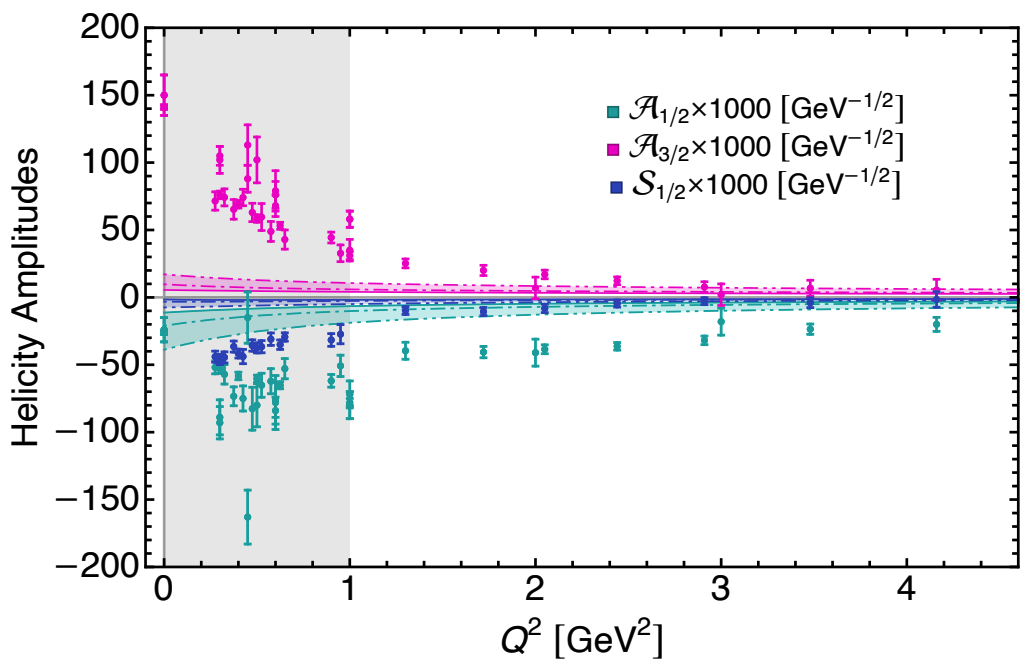 200
150
100
50
0
−50
−100
−150
−200
Helicity Amplitudes
𝒜1/2×1000 [GeV−1/2]
𝒜3/2×1000 [GeV−1/2]
𝒮1/2×1000 [GeV−1/2]
0 1 2 3 4
Q² [GeV²]